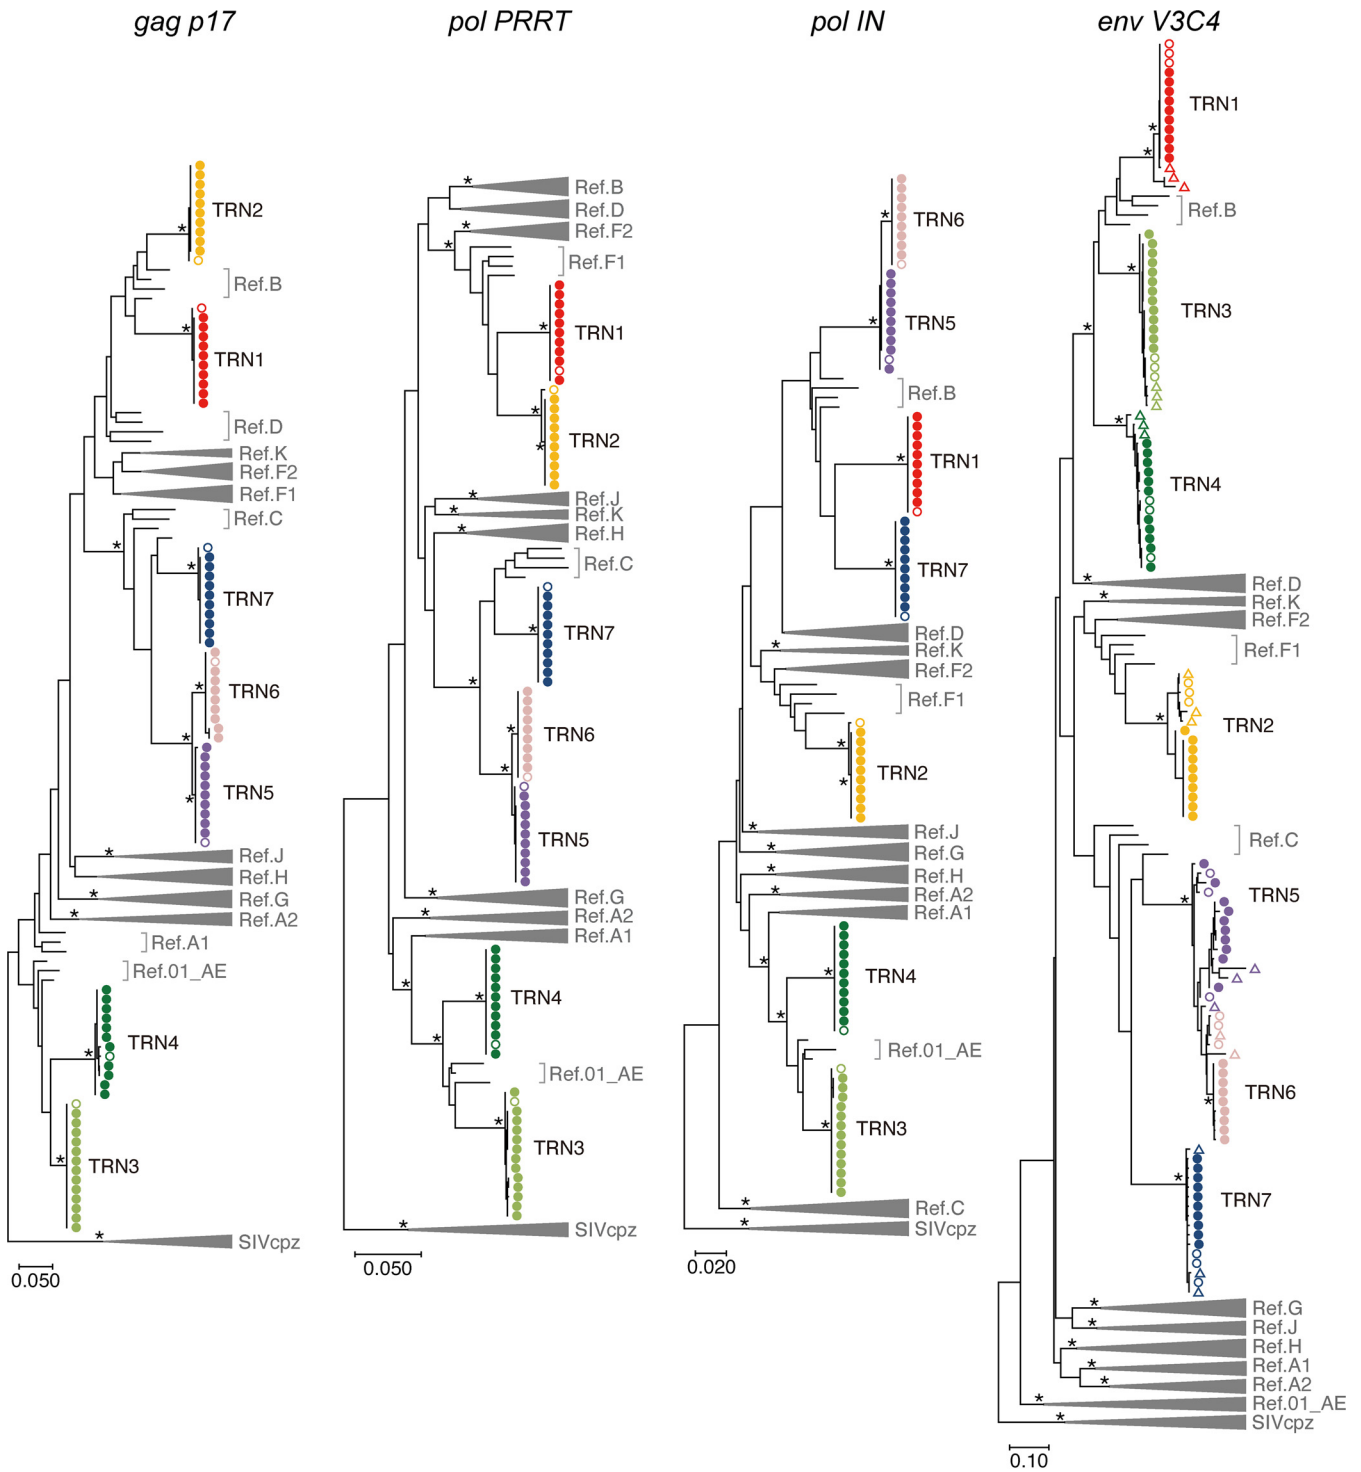 gag p17
TRN2
Ref.B
TRN1
Ref.D
Ref.K
Ref.F2
Ref.F1
Ref.C
TRN7
TRN6
TRN5
Ref.J
Ref.H
Ref.G
Ref.A2
Ref.A1
Ref.01_AE
TRN4
TRN3
SIVcpz
0.050
pol PRRT
Ref.B
Ref.D
Ref.F2
Ref.F1
TRN1
TRN2
Ref.J
Ref.K
Ref.H
Ref.C
TRN7
TRN6
TRN5
Ref.G
Ref.A2
Ref.A1
TRN4
Ref.01_AE
TRN3
SIVcpz
0.050
pol IN
TRN6
TRN5
Ref.B
TRN1
TRN7
Ref.D
Ref.K
Ref.F2
Ref.F1
TRN2
Ref.J
Ref.G
Ref.H
Ref.A2
Ref.A1
TRN4
Ref.01_AE
TRN3
Ref.C
SIVcpz
0.020
env V3C4
TRN1
Ref.B
TRN3
TRN4
Ref.D
Ref.K
Ref.F2
Ref.F1
TRN2
Ref.C
TRN5
TRN6
TRN7
Ref.G
Ref.J
Ref.H
Ref.A1
Ref.A2
Ref.01_AE
SIVcpz
0.10